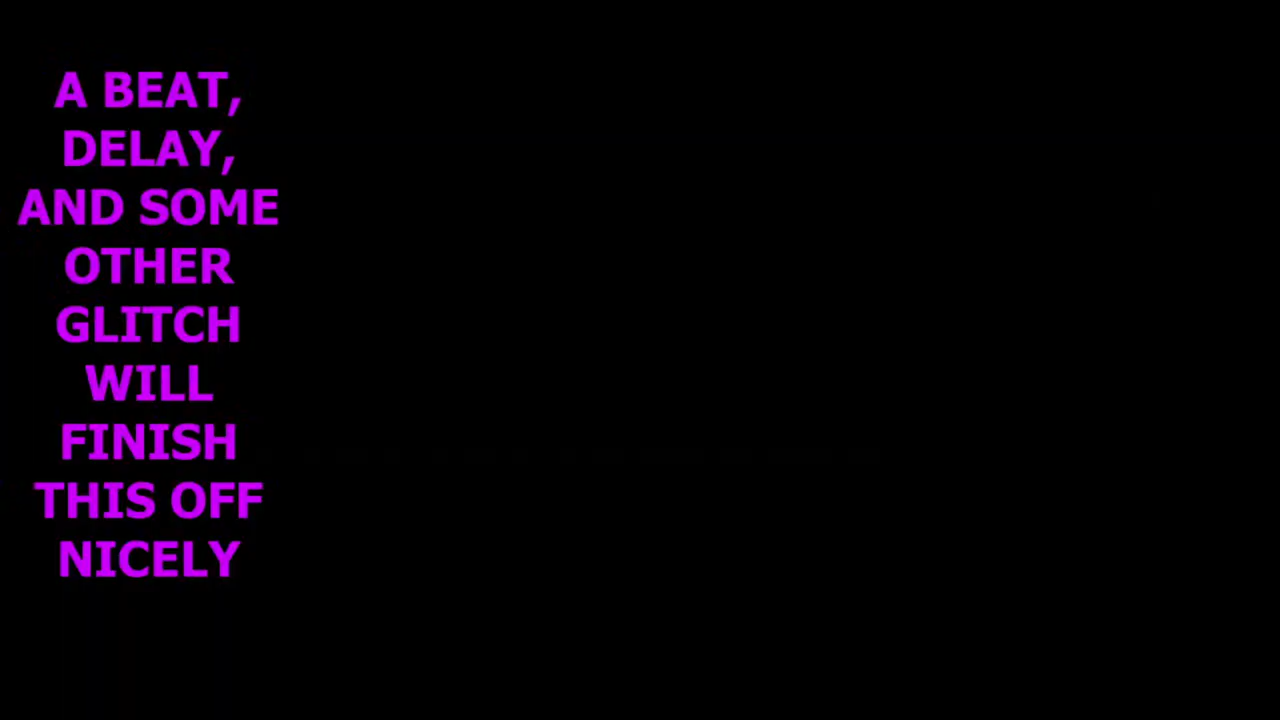 A BEAT,
DELAY,
AND SOME
OTHER
GLITCH
WILL
FINISH
THIS OFF
NICELY